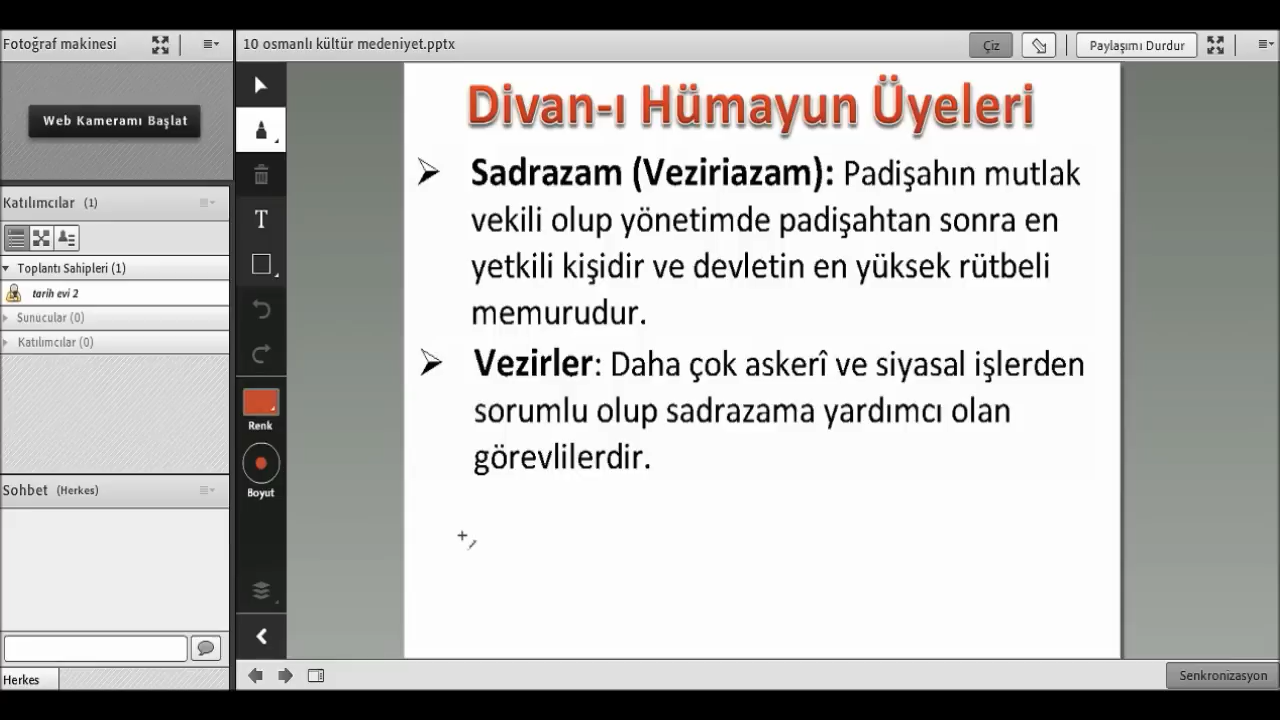 Fotoğraf makinesi
10 osmanlı kültür medeniyet.pptx
Çiz
Paylaşımı Durdur
Web Kameramı Başlat
Katılımcılar (1)
Toplantı Sahipleri (1)
tarih evi 2
Sunucular (0)
Katılımcılar (0)
Sohbet (Herkes)
Herkes
T
Renk
Boyut
Divan-ı Hümayun Üyeleri
Sadrazam (Veziriazam): Padişahın mutlak
vekili olup yönetimde padişahtan sonra en
yetkili kişidir ve devletin en yüksek rütbeli
memurudur.
Vezirler: Daha çok askerî ve siyasal işlerden
sorumlu olup sadrazama yardımcı olan
görevlilerdir.
Senkronizasyon